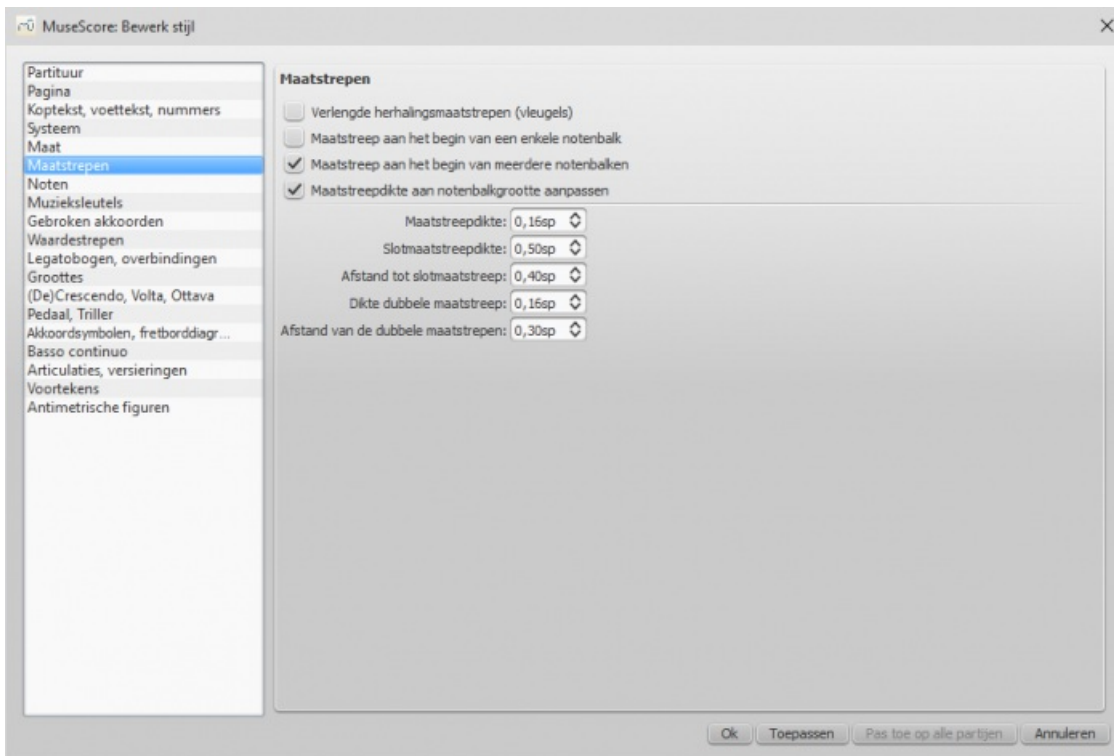 MuseScore: Bewerk stijl
Partituur
Pagina
Koptekst, voettekst, nummers
Systeem
Maat
Maatstrepen
Noten
Muzieksleutels
Gebroken akkoorden
Waardestrepen
Legatobogen, overbindingen
Groottes
(De)Crescendo, Volta, Ottava
Pedaal, Triller
Akkoordsymbolen, fretborddiagr...
Basso continuo
Articulaties, versieringen
Voortekens
Antimetrische figuren
Maatstrepen
Verlengde herhalingsmaatstrepen (vleugels)
Maatstreep aan het begin van een enkele notenbalk
Maatstreep aan het begin van meerdere notenbalken
Maatstreepdikte aan notenbalkgrootte aanpassen
Maatstreepdikte: 0,16sp
Slotmaatstreepdikte: 0,50sp
Afstand tot slotmaatstreep: 0,40sp
Dikte dubbele maatstreep: 0,16sp
Afstand van de dubbele maatstrepen: 0,30sp
Ok Toepassen Pas toe op alle partijen Annuleren